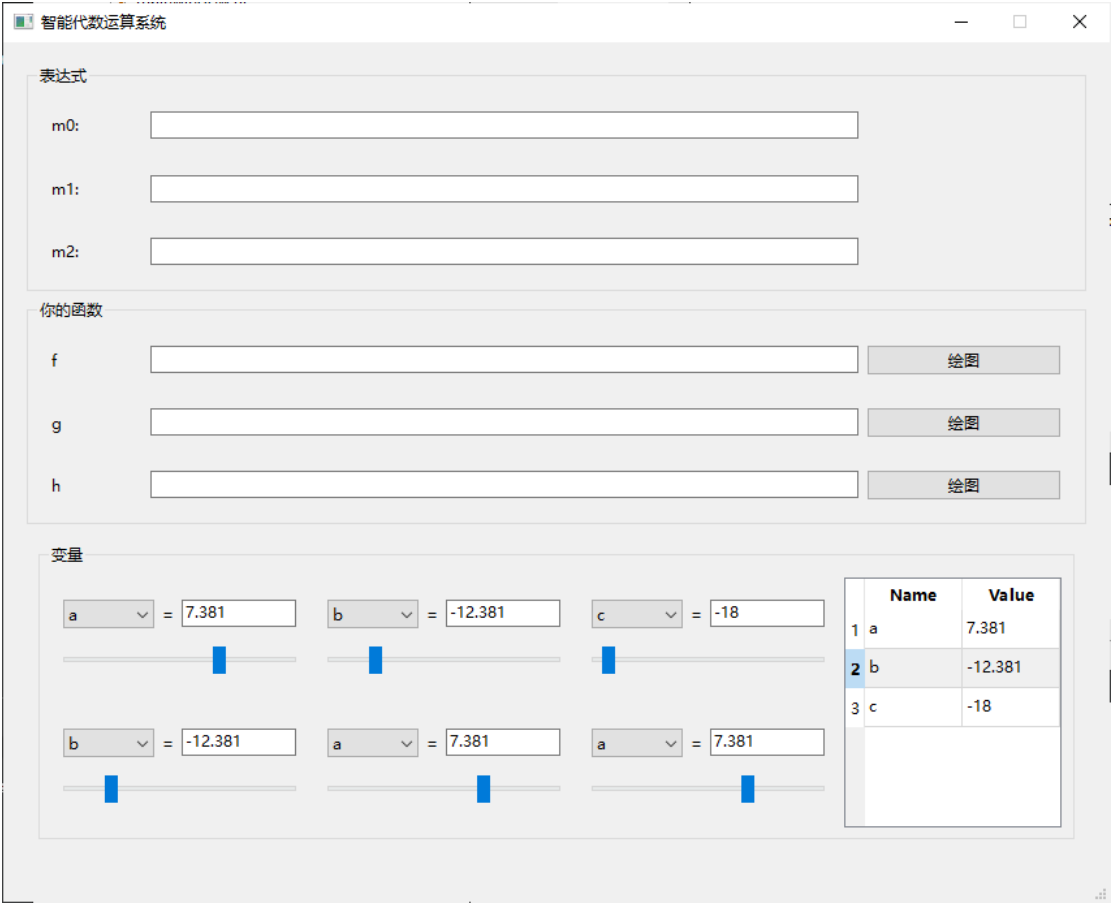 智能代数运算系统
表达式
m0:
m1:
m2:
你的函数
f 绘图
g 绘图
h 绘图
变量
a = 7.381 b = -12.381 c = -18
b = -12.381 a = 7.381 a = 7.381
Name Value
1 a 7.381
2 b -12.381
3 c -18